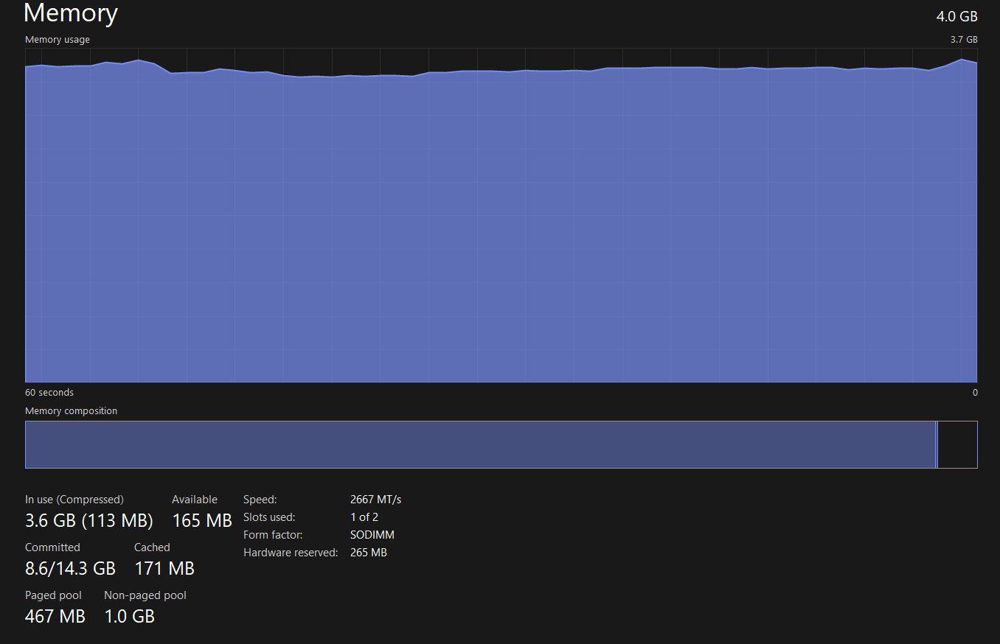 Memory 4.0 GB
Memory usage 3.7 GB
60 seconds 0
Memory composition
In use (Compressed) Available
3.6 GB (113 MB) 165 MB
Committed Cached
8.6/14.3 GB 171 MB
Paged pool Non-paged pool
467 MB 1.0 GB
Speed: 2667 MT/s
Slots used: 1 of 2
Form factor: SODIMM
Hardware reserved: 265 MB